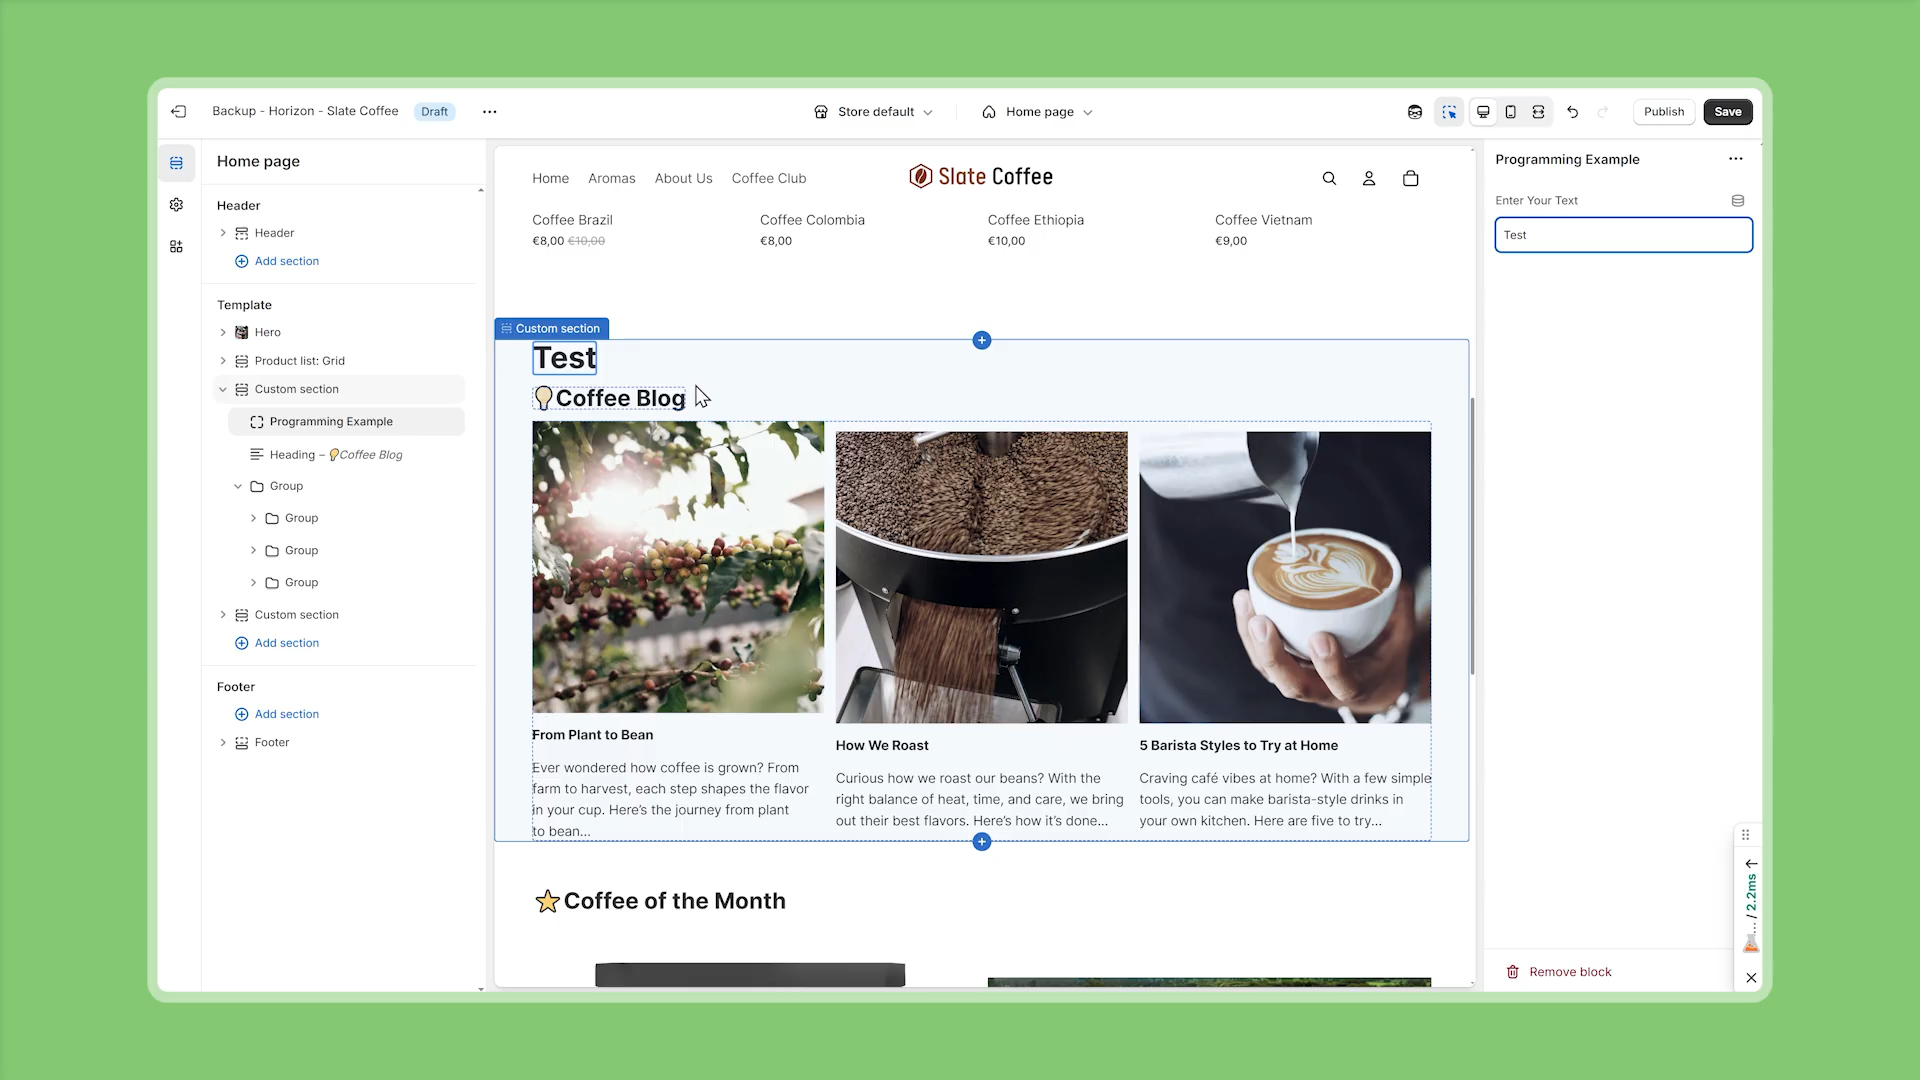 Backup - Horizon - Slate Coffee Draft
Store default
Home page
Publish
Save
Home page
Header
Header
Add section
Template
Hero
Product list: Grid
Custom section
Programming Example
Heading – 💡Coffee Blog
Group
Group
Group
Group
Custom section
Add section
Footer
Add section
Footer
Home Aromas About Us Coffee Club
Slate Coffee
Coffee Brazil
€8,00 €10,00
Coffee Colombia
€8,00
Coffee Ethiopia
€10,00
Coffee Vietnam
€9,00
Custom section
Test
💡Coffee Blog
From Plant to Bean
Ever wondered how coffee is grown? From
farm to harvest, each step shapes the flavor
in your cup. Here’s the journey from plant
to bean...
How We Roast
Curious how we roast our beans? With the
right balance of heat, time, and care, we bring
out their best flavors. Here’s how it’s done...
5 Barista Styles to Try at Home
Craving café vibes at home? With a few simple
tools, you can make barista-style drinks in
your own kitchen. Here are five to try...
⭐Coffee of the Month
Programming Example
Enter Your Text
Test
... / 2.2ms
Remove block